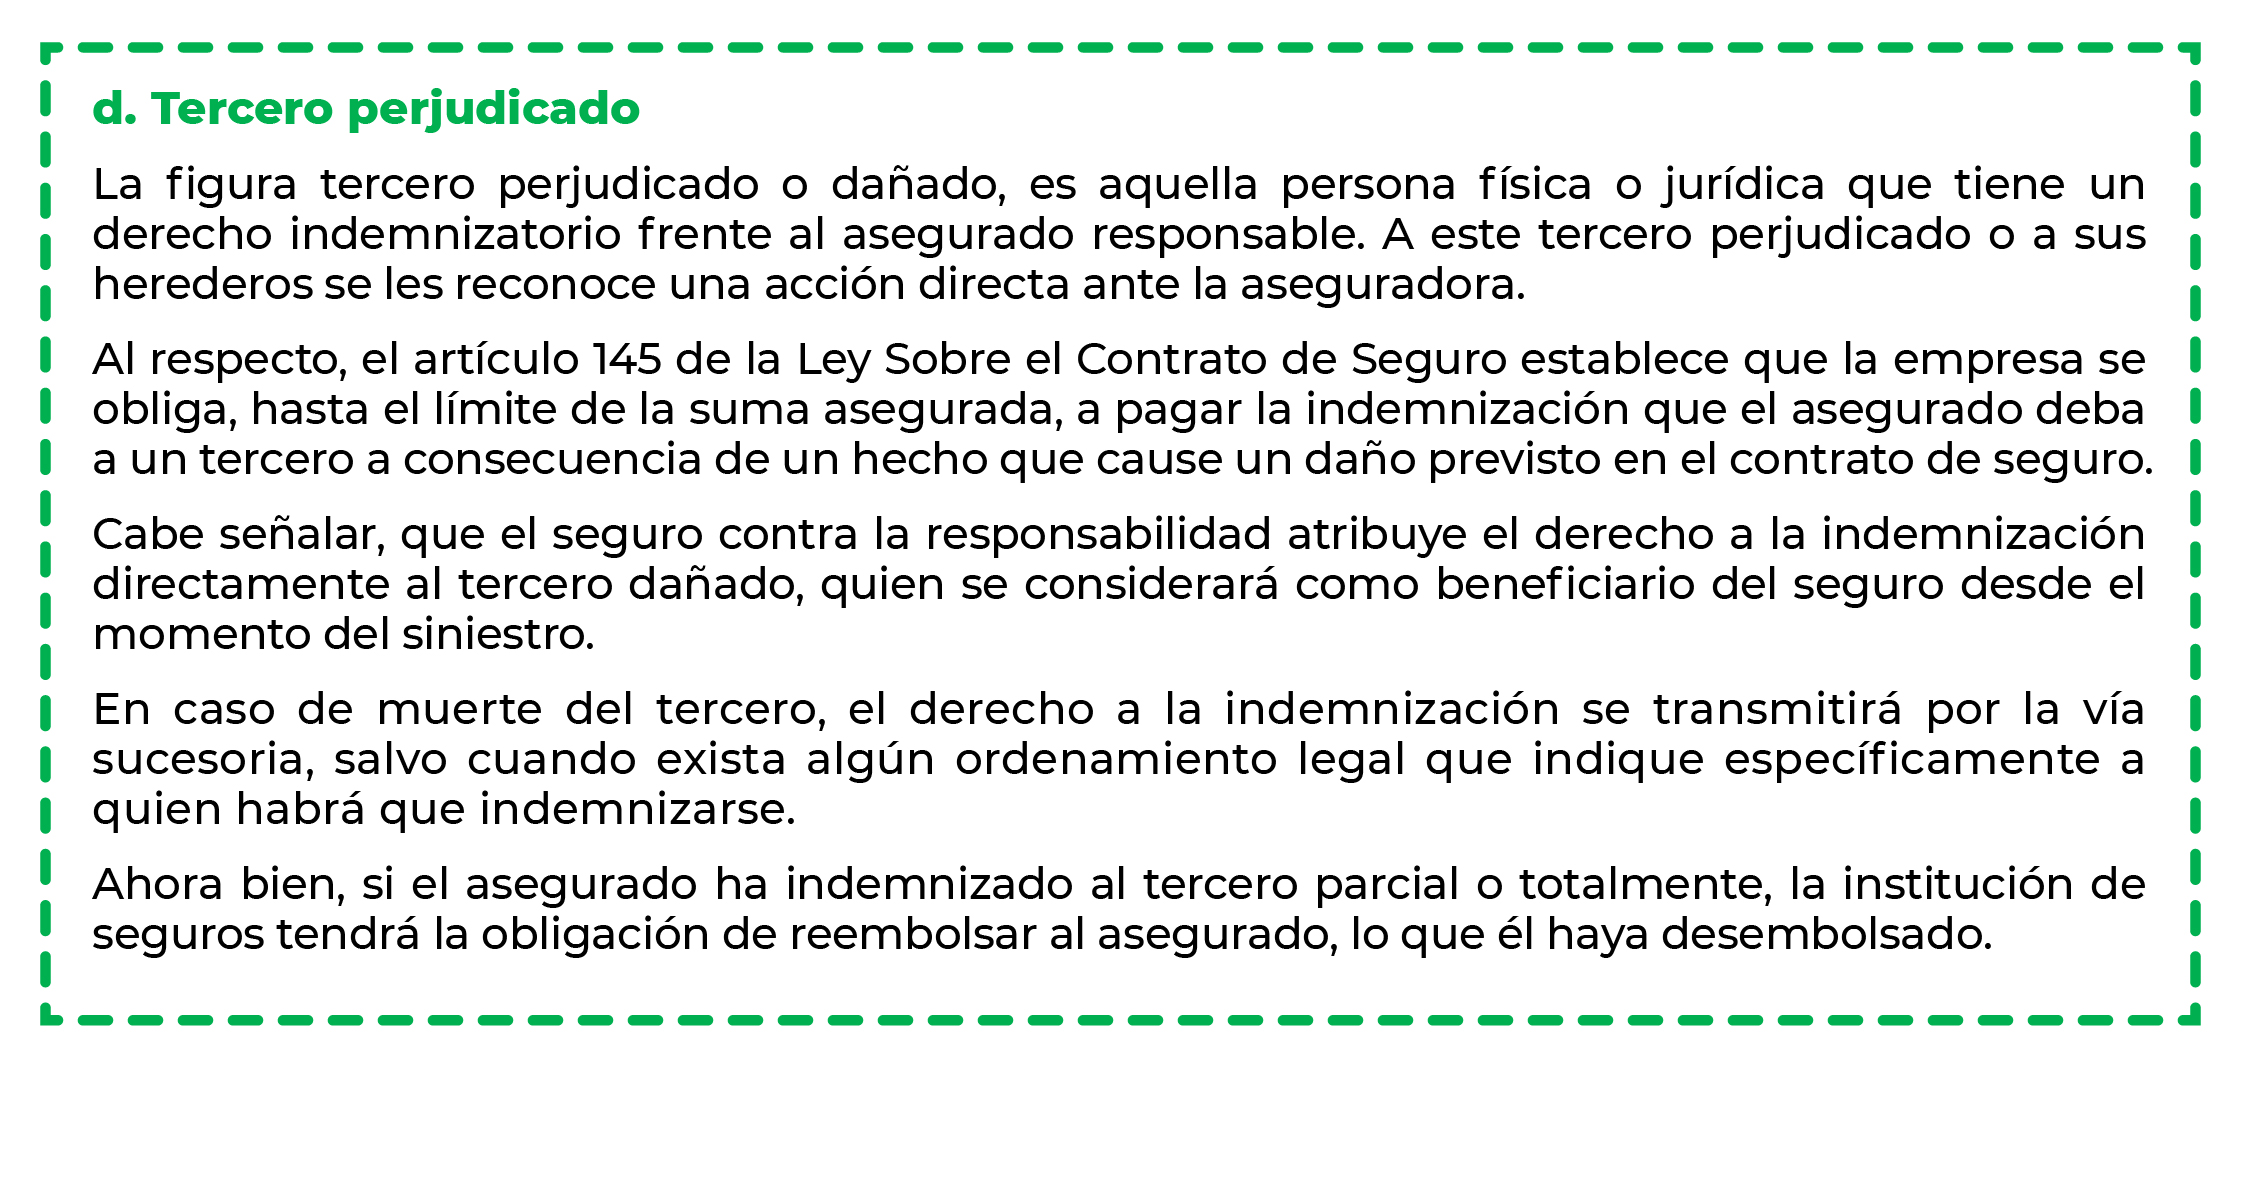 d. Tercero perjudicado
La figura tercero perjudicado o dañado, es aquella persona física o jurídica que tiene un
derecho indemnizatorio frente al asegurado responsable. A este tercero perjudicado o a sus
herederos se les reconoce una acción directa ante la aseguradora.
Al respecto, el artículo 145 de la Ley Sobre el Contrato de Seguro establece que la empresa se
obliga, hasta el límite de la suma asegurada, a pagar la indemnización que el asegurado deba
a un tercero a consecuencia de un hecho que cause un daño previsto en el contrato de seguro.
Cabe señalar, que el seguro contra la responsabilidad atribuye el derecho a la indemnización
directamente al tercero dañado, quien se considerará como beneficiario del seguro desde el
momento del siniestro.
En caso de muerte del tercero, el derecho a la indemnización se transmitirá por la vía
sucesoria, salvo cuando exista algún ordenamiento legal que indique específicamente a
quien habrá que indemnizarse.
Ahora bien, si el asegurado ha indemnizado al tercero parcial o totalmente, la institución de
seguros tendrá la obligación de reembolsar al asegurado, lo que él haya desembolsado.